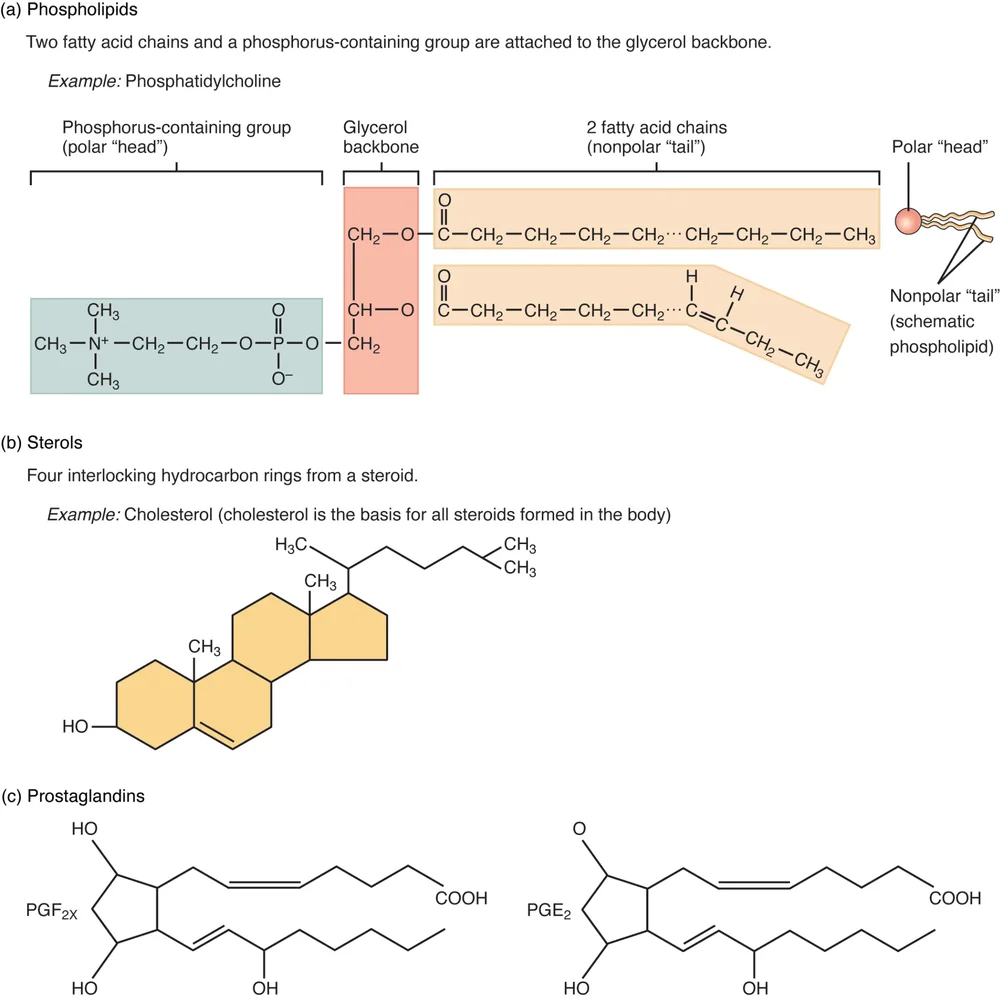 (a) Phospholipids
Two fatty acid chains and a phosphorus-containing group are attached to the glycerol backbone.
Example: Phosphatidylcholine
Phosphorus-containing group
(polar “head”)
Glycerol
backbone
2 fatty acid chains
(nonpolar “tail”)
Polar “head”
O
CH₂—O—C—CH₂—CH₂—CH₂—CH₂···CH₂—CH₂—CH₂—CH₃
O H H
CH—O C—CH₂—CH₂—CH₂—CH₂···C=C—CH₂—CH₃
CH₃ O
CH₃—N⁺—CH₂—CH₂—O—P—O—CH₂
CH₃ O⁻
Nonpolar “tail”
(schematic
phospholipid)
(b) Sterols
Four interlocking hydrocarbon rings from a steroid.
Example: Cholesterol (cholesterol is the basis for all steroids formed in the body)
H₃C CH₃
CH₃
CH₃
CH₃
HO
(c) Prostaglandins
HO
COOH
PGF₂X
HO OH
O
COOH
PGE₂
HO OH